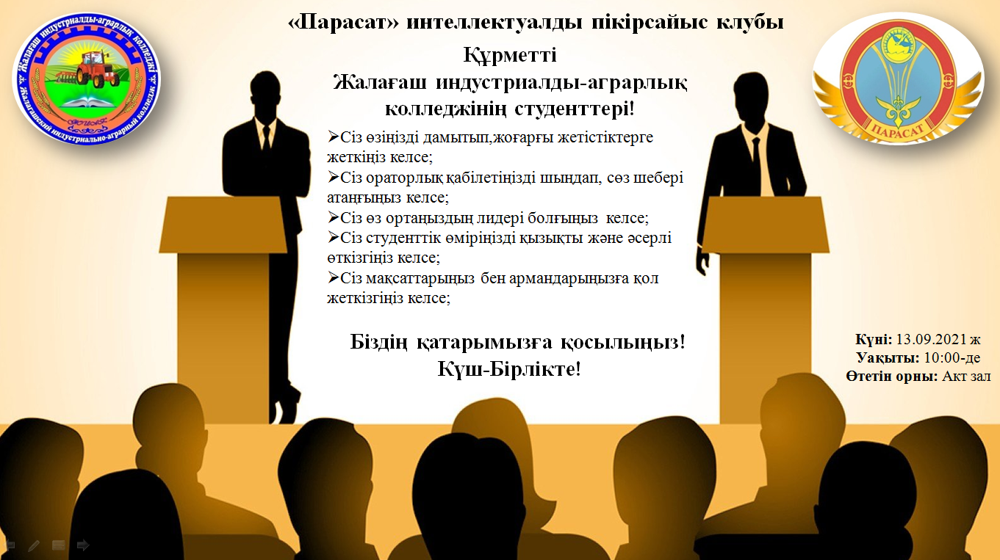 «Парасат» интеллектуалды пікірсайыс клубы
Құрметті
Жалағаш индустриалды-аграрлық
колледжінің студенттері!
➢Сіз өзіңізді дамытып,жоғарғы жетістіктерге
жеткіңіз келсе;
➢Сіз ораторлық қабілетіңізді шыңдап, сөз шебері
атаңғыңыз келсе;
➢Сіз өз ортаңыздың лидері болғыңыз келсе;
➢Сіз студенттік өміріңізді қызықты және әсерлі
өткізгіңіз келсе;
➢Сіз мақсаттарыңыз бен армандарыңызға қол
жеткізгіңіз келсе;
Біздің қатарымызға қосылыңыз!
Күш-Бірлікте!
Күні: 13.09.2021 ж
Уақыты: 10:00-де
Өтетін орны: Акт зал
Жалағаш индустриалды-аграрлық колледжі
Жалагашский индустриально-аграрный колледж
ПАРАСАТ